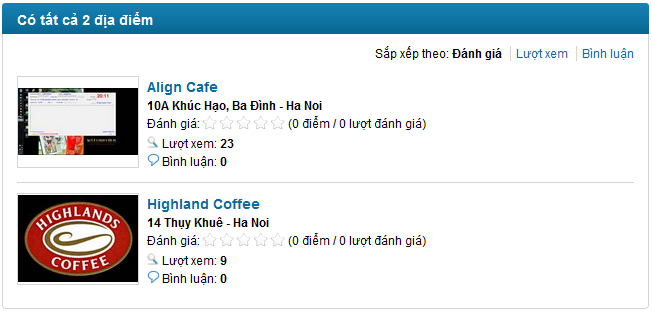 Có tất cả 2 địa điểm
Sắp xếp theo: Đánh giá Lượt xem Bình luận
Align Cafe
10A Khúc Hạo, Ba Đình - Ha Noi
Đánh giá: (0 điểm / 0 lượt đánh giá)
Lượt xem: 23
Bình luận: 0
HIGHLANDS
COFFEE
Highland Coffee
14 Thụy Khuê - Ha Noi
Đánh giá: (0 điểm / 0 lượt đánh giá)
Lượt xem: 9
Bình luận: 0